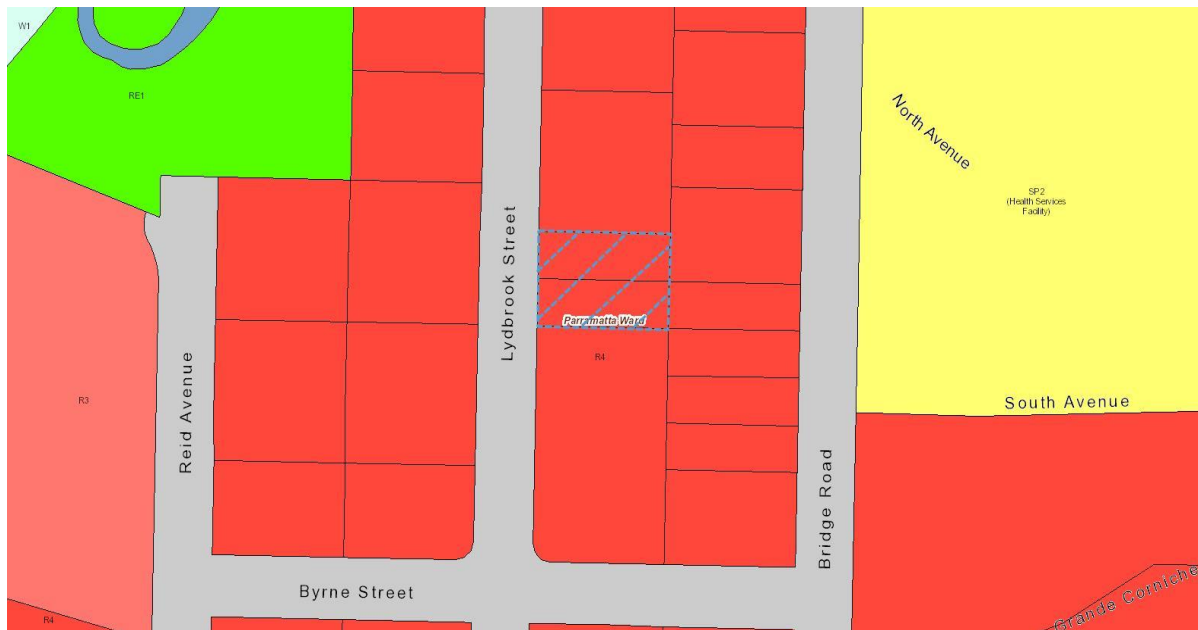 W1
RE1
North Avenue
SP2
(Health Services
Facility)
Lydbrook Street
Parramatta Ward
R4
Reid Avenue
R3
South Avenue
Bridge Road
Byrne Street
Grande Corniche
R4